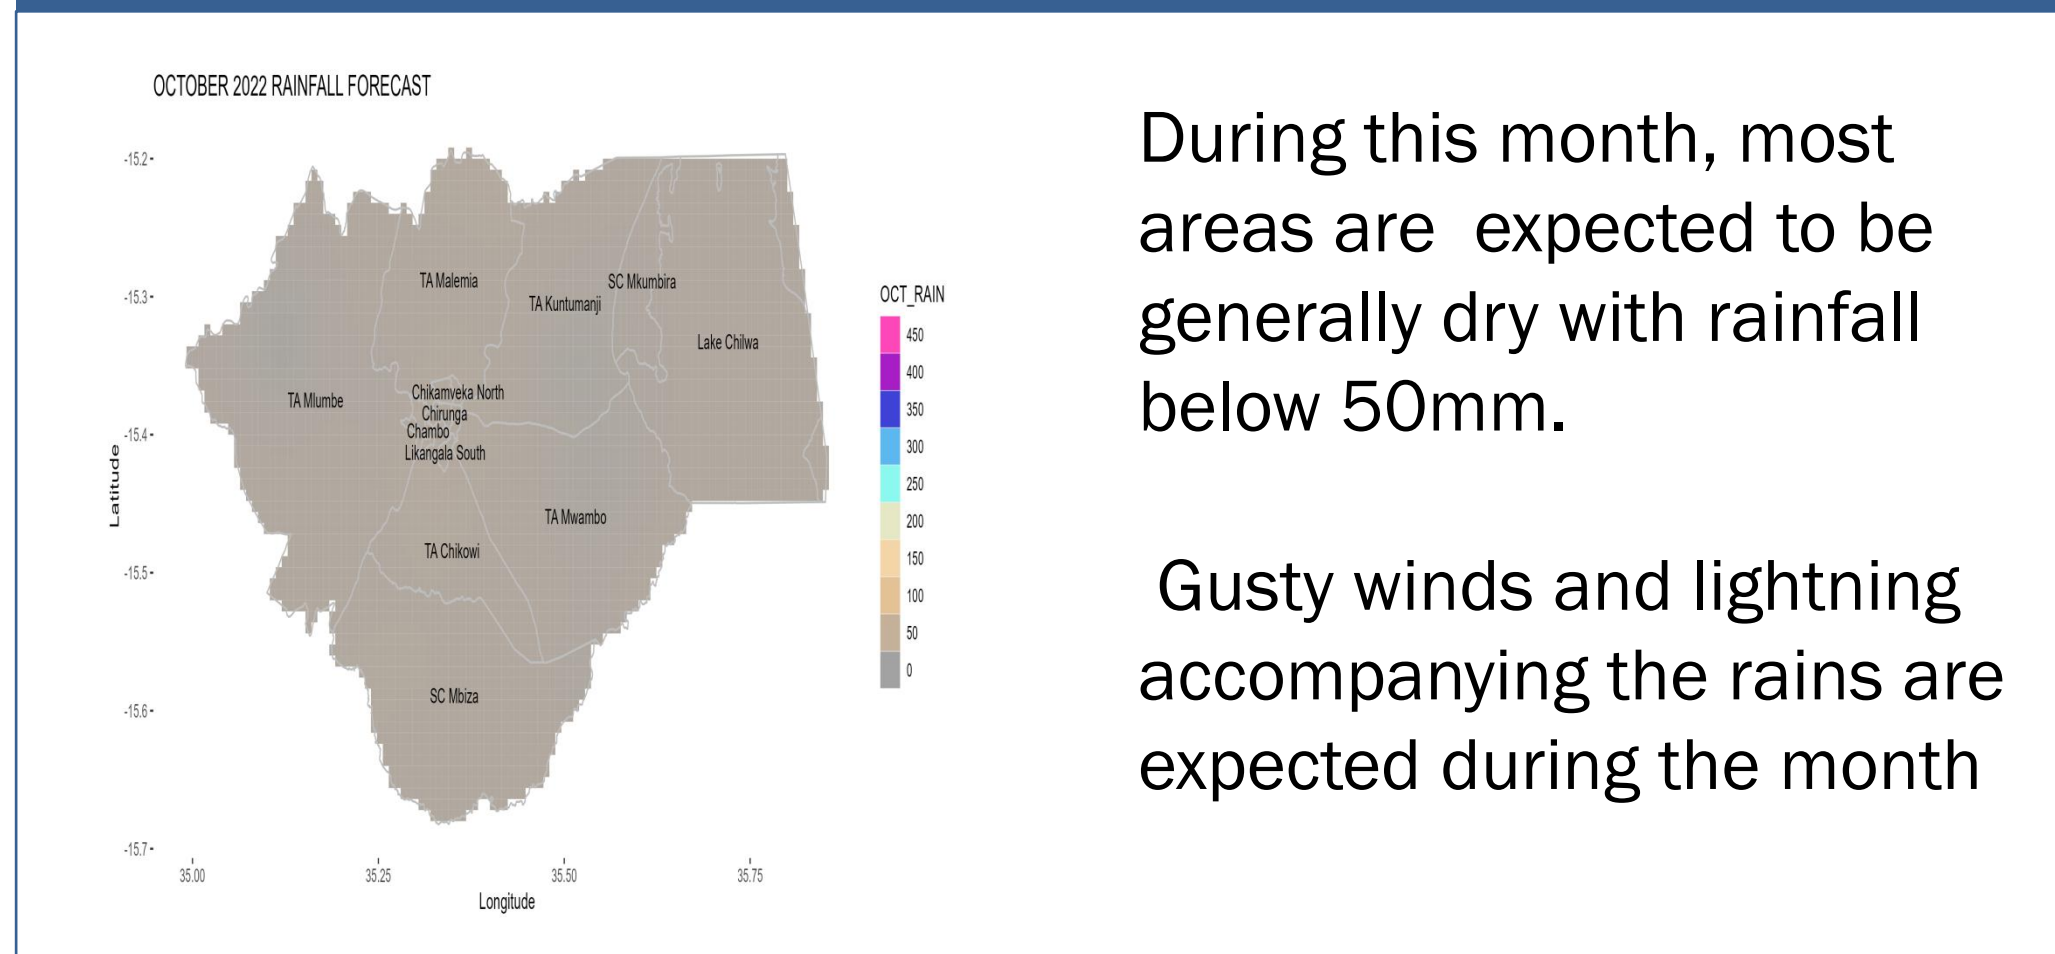 OCTOBER 2022 RAINFALL FORECAST
-15.2
-15.3
-15.4
-15.5
-15.6
-15.7
Latitude
35.00
35.25
35.50
35.75
Longitude
TA Malemia
SC Mkumbira
TA Kuntumanji
Lake Chilwa
Chikamveka North
TA Mlumbe
Chirunga
Chambo
Likangala South
TA Mwambo
TA Chikowi
SC Mbiza
OCT_RAIN
450
400
350
300
250
200
150
100
50
0
During this month, most
areas are  expected to be
generally dry with rainfall
below 50mm.
Gusty winds and lightning
accompanying the rains are
expected during the month